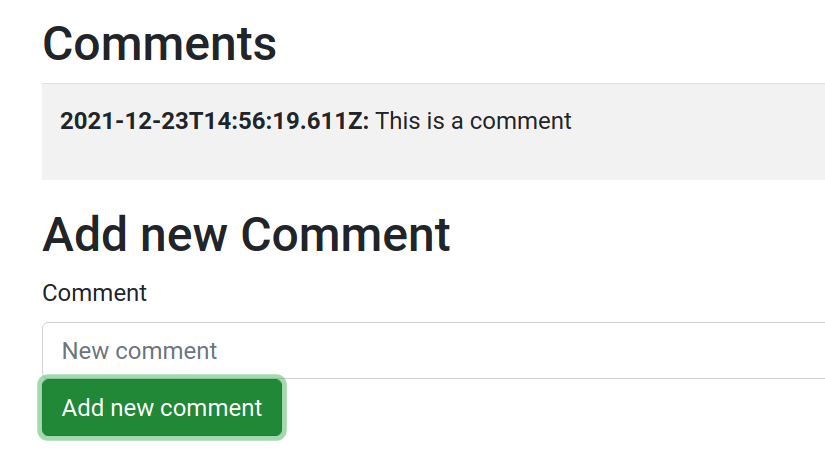 Comments
2021-12-23T14:56:19.611Z: This is a comment
Add new Comment
Comment
New comment
Add new comment